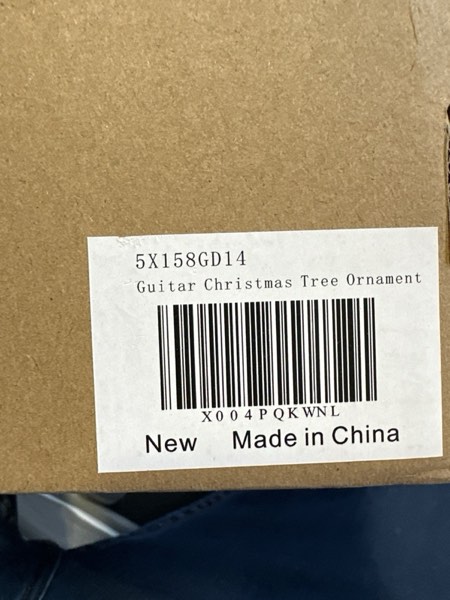 5X158GD14
Guitar Christmas Tree Ornament
X004PQKWNL
New Made in China